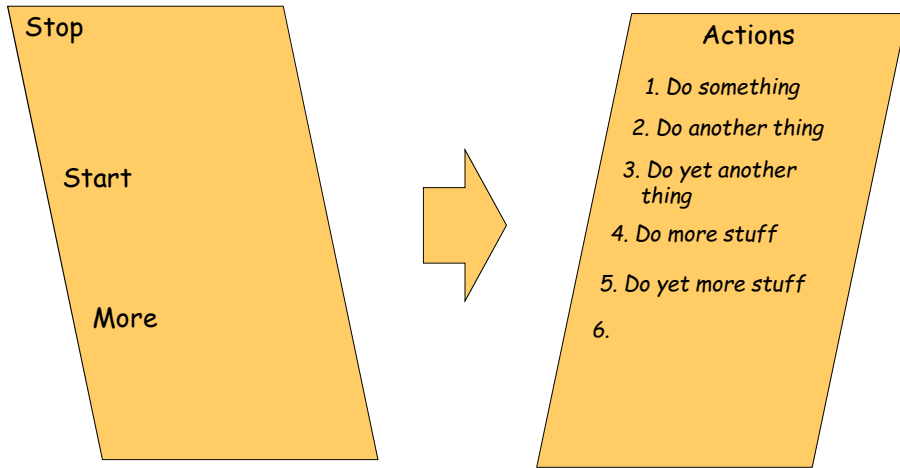 Stop
Start
More
Actions
1. Do something
2. Do another thing
3. Do yet another
thing
4. Do more stuff
5. Do yet more stuff
6.